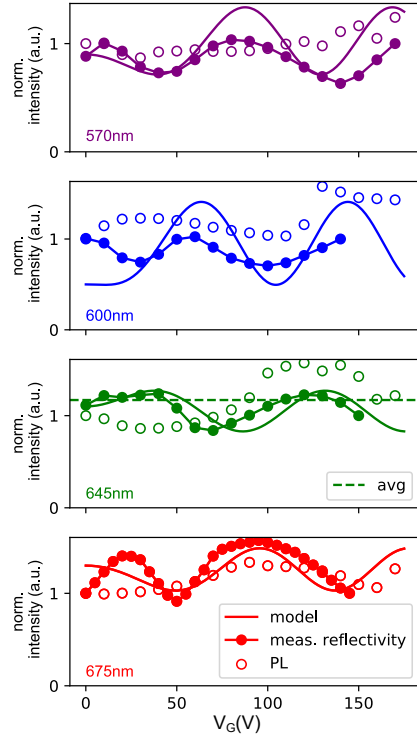 norm.
intensity (a.u.)
1
0
570nm
norm.
intensity (a.u.)
1
0
600nm
norm.
intensity (a.u.)
1
0
645nm
avg
norm.
intensity (a.u.)
1
0
675nm
model
meas. reflectivity
PL
0 50 100 150
V_G(V)